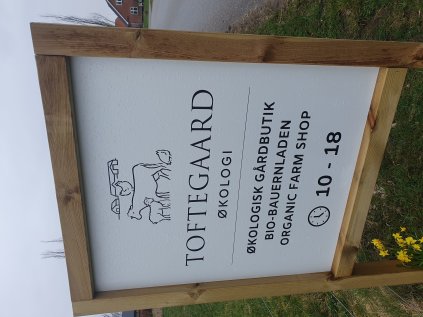 TOFTEGAARD
ØKOLOGI
ØKOLOGISK GÅRDBUTIK
BIO-BAUERNLADEN
ORGANIC FARM SHOP
10 - 18